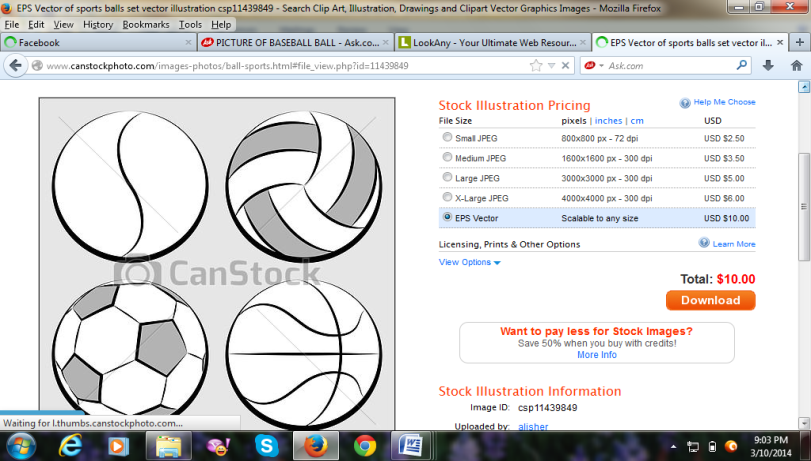 EPS Vector of sports balls set vector illustration csp11439849 - Search Clip Art, Illustration, Drawings and Clipart Vector Graphics Images - Mozilla Firefox
File Edit View History Bookmarks Tools Help
Facebook
PICTURE OF BASEBALL BALL - Ask.co...
LookAny - Your Ultimate Web Resour...
EPS Vector of sports balls set vector il...
www.canstockphoto.com/images-photos/ball-sports.html#file_view.php?id=11439849
Ask.com
CanStock
Stock Illustration Pricing
Help Me Choose
File Size pixels | inches | cm USD
Small JPEG 800x800 px - 72 dpi USD $2.50
Medium JPEG 1600x1600 px - 300 dpi USD $3.50
Large JPEG 3000x3000 px - 300 dpi USD $5.00
X-Large JPEG 4000x4000 px - 300 dpi USD $6.00
EPS Vector Scalable to any size USD $10.00
Licensing, Prints & Other Options Learn More
View Options
Total: $10.00
Download
Want to pay less for Stock Images?
Save 50% when you buy with credits!
More Info
Stock Illustration Information
Image ID: csp11439849
Uploaded by: alisher
Waiting for l.thumbs.canstockphoto.com...
9:03 PM
3/10/2014